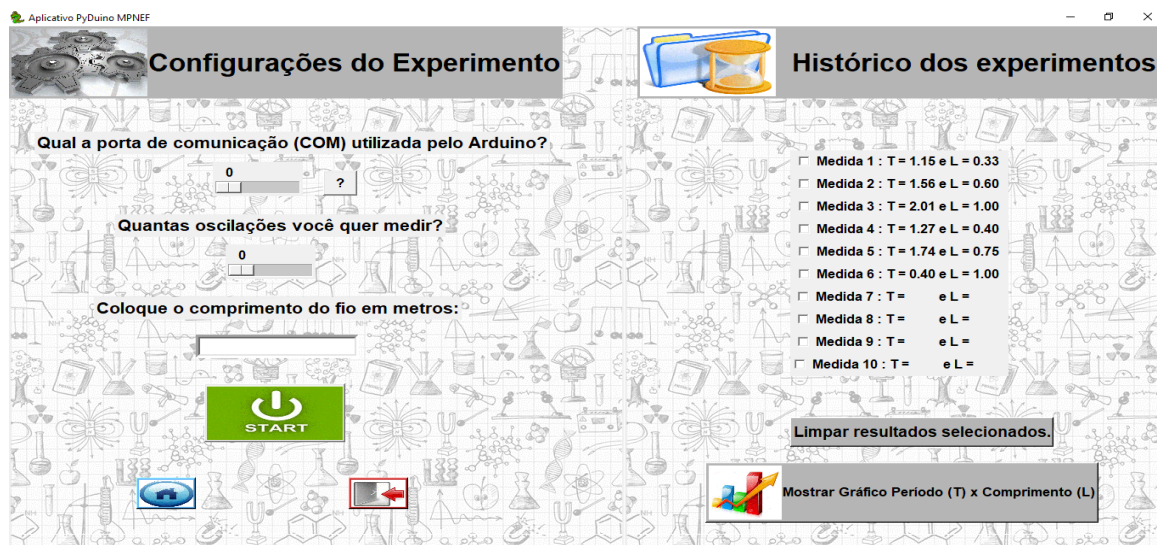 Aplicativo PyDuino MPNEF
Configurações do Experimento
Qual a porta de comunicação (COM) utilizada pelo Arduino?
0
?
Quantas oscilações você quer medir?
0
Coloque o comprimento do fio em metros:
START
Histórico dos experimentos
Medida 1 : T = 1.15 e L = 0.33
Medida 2 : T = 1.56 e L = 0.60
Medida 3 : T = 2.01 e L = 1.00
Medida 4 : T = 1.27 e L = 0.40
Medida 5 : T = 1.74 e L = 0.75
Medida 6 : T = 0.40 e L = 1.00
Medida 7 : T = e L =
Medida 8 : T = e L =
Medida 9 : T = e L =
Medida 10 : T = e L =
Limpar resultados selecionados.
Mostrar Gráfico Período (T) x Comprimento (L)